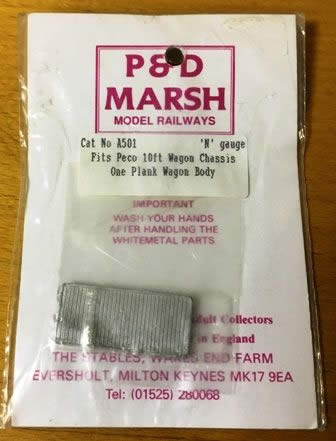 P&D
MARSH
MODEL RAILWAYS
Cat No A501 'N' gauge
Fits Peco 10ft Wagon Chassis
One Plank Wagon Body
IMPORTANT
WASH YOUR HANDS
AFTER HANDLING THE
WHITEMETAL PARTS
Adult Collectors
in England
THE STABLES, END FARM
EVERSHOLT, MILTON KEYNES MK17 9EA
Tel: (01525) 280068